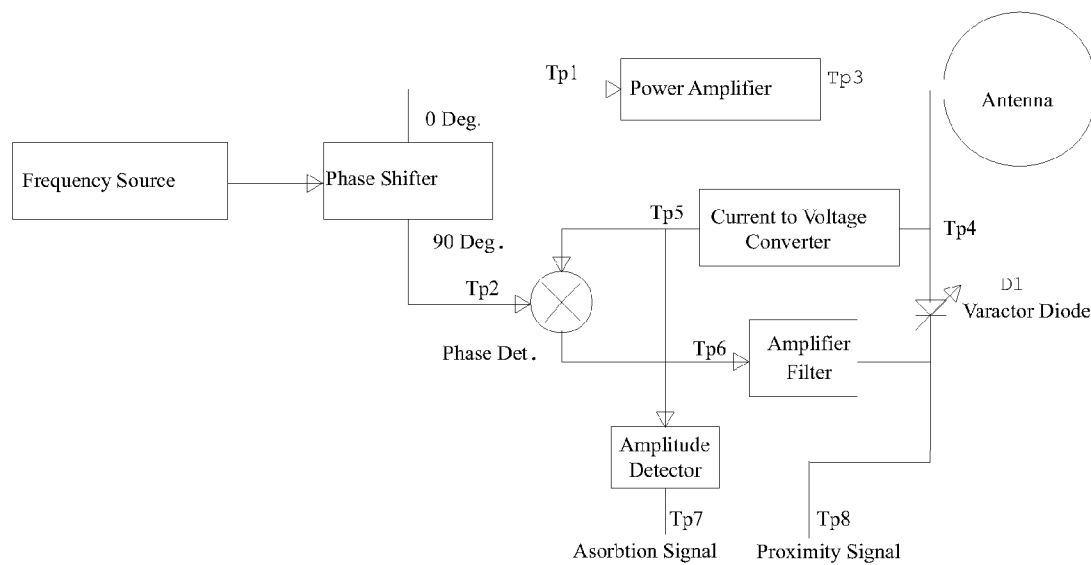 Tp1
Power Amplifier
Tp3
Antenna
0 Deg.
Frequency Source
Phase Shifter
90 Deg.
Tp5
Current to Voltage
Converter
Tp4
Tp2
D1
Varactor Diode
Phase Det.
Tp6
Amplifier
Filter
Amplitude
Detector
Tp7
Tp8
Asorbtion Signal
Proximity Signal